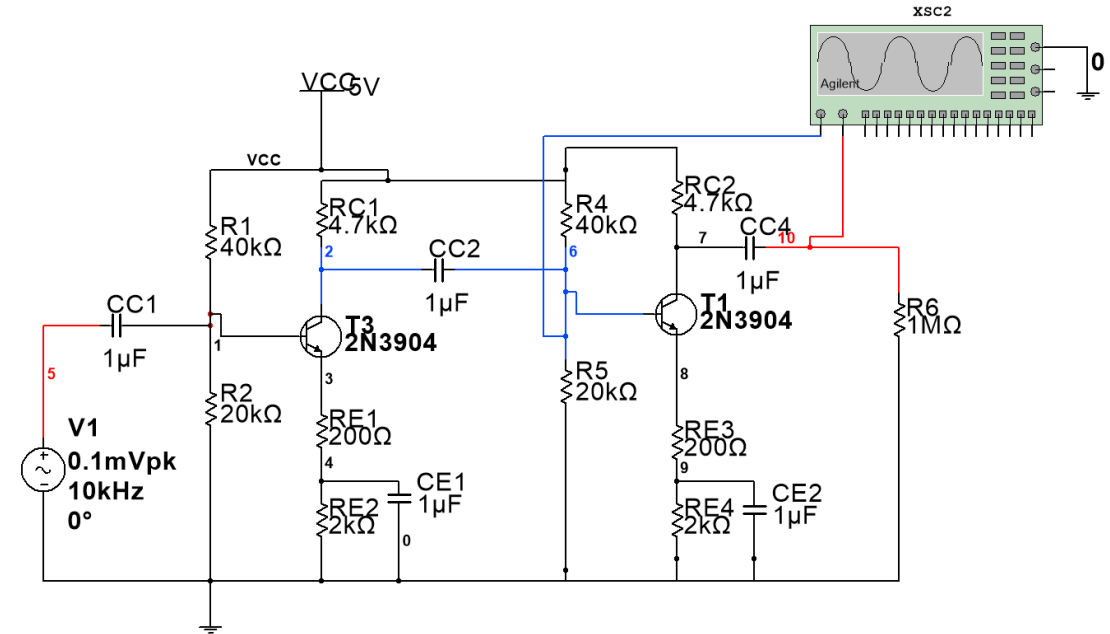 XSC2
Agilent
0
VCC 5V
VCC
R1
40kΩ
RC1
4.7kΩ
2
CC2
1µF
R4
40kΩ
6
RC2
4.7kΩ
7
CC4
10
1µF
CC1
1µF
1
T3
2N3904
T1
2N3904
R6
1MΩ
5
3
8
R2
20kΩ
R5
20kΩ
V1
0.1mVpk
10kHz
0°
RE1
200Ω
4
RE3
200Ω
9
CE1
1µF
RE2
2kΩ
0
CE2
1µF
RE4
2kΩ